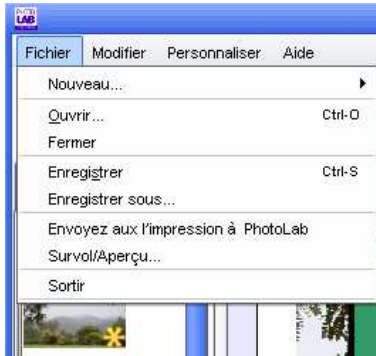 PHOTO
LAB
Fichier Modifier Personnaliser Aide
Nouveau...
Ouvrir... Ctrl-O
Fermer
Enregistrer Ctrl-S
Enregistrer sous...
Envoyez aux l'impression à PhotoLab
Survol/Aperçu...
Sortir